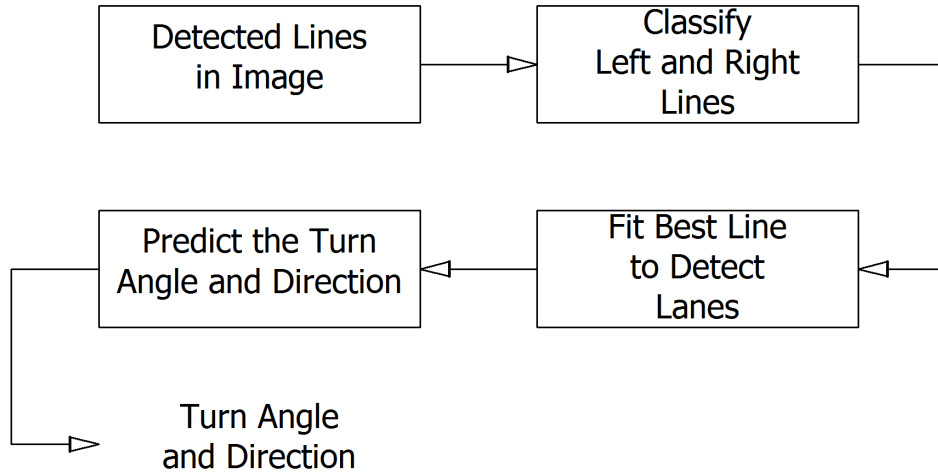 Detected Lines
in Image
Classify
Left and Right
Lines
Predict the Turn
Angle and Direction
Fit Best Line
to Detect
Lanes
Turn Angle
and Direction